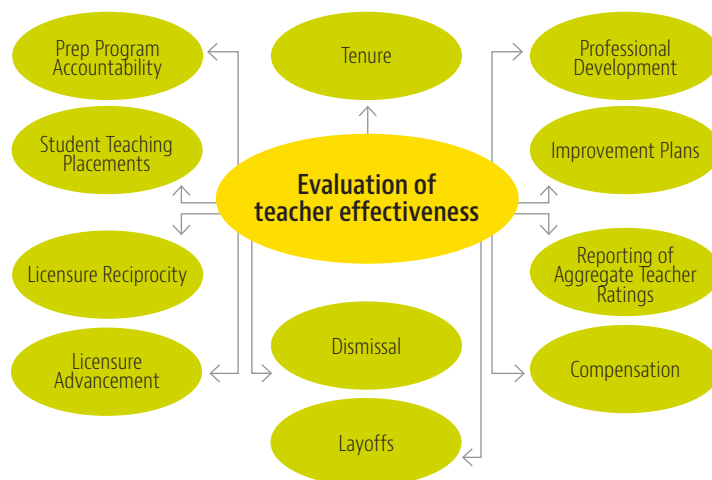 Prep Program
Accountability
Tenure
Professional
Development
Student Teaching
Placements
Improvement Plans
Evaluation of
teacher effectiveness
Licensure Reciprocity
Reporting of
Aggregate Teacher
Ratings
Licensure
Advancement
Dismissal
Compensation
Layoffs